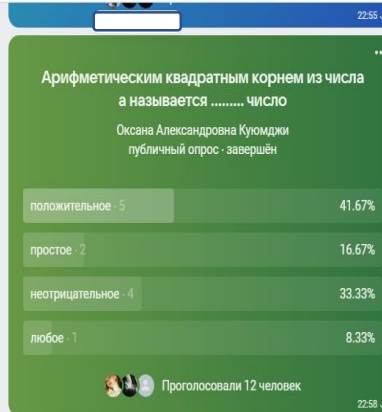 22:55
Арифметическим квадратным корнем из числа
а называется ......... число
Оксана Александровна Куюмджи
публичный опрос · завершён
положительное · 5 41.67%
простое · 2 16.67%
неотрицательное · 4 33.33%
любое · 1 8.33%
Проголосовали 12 человек
22:58